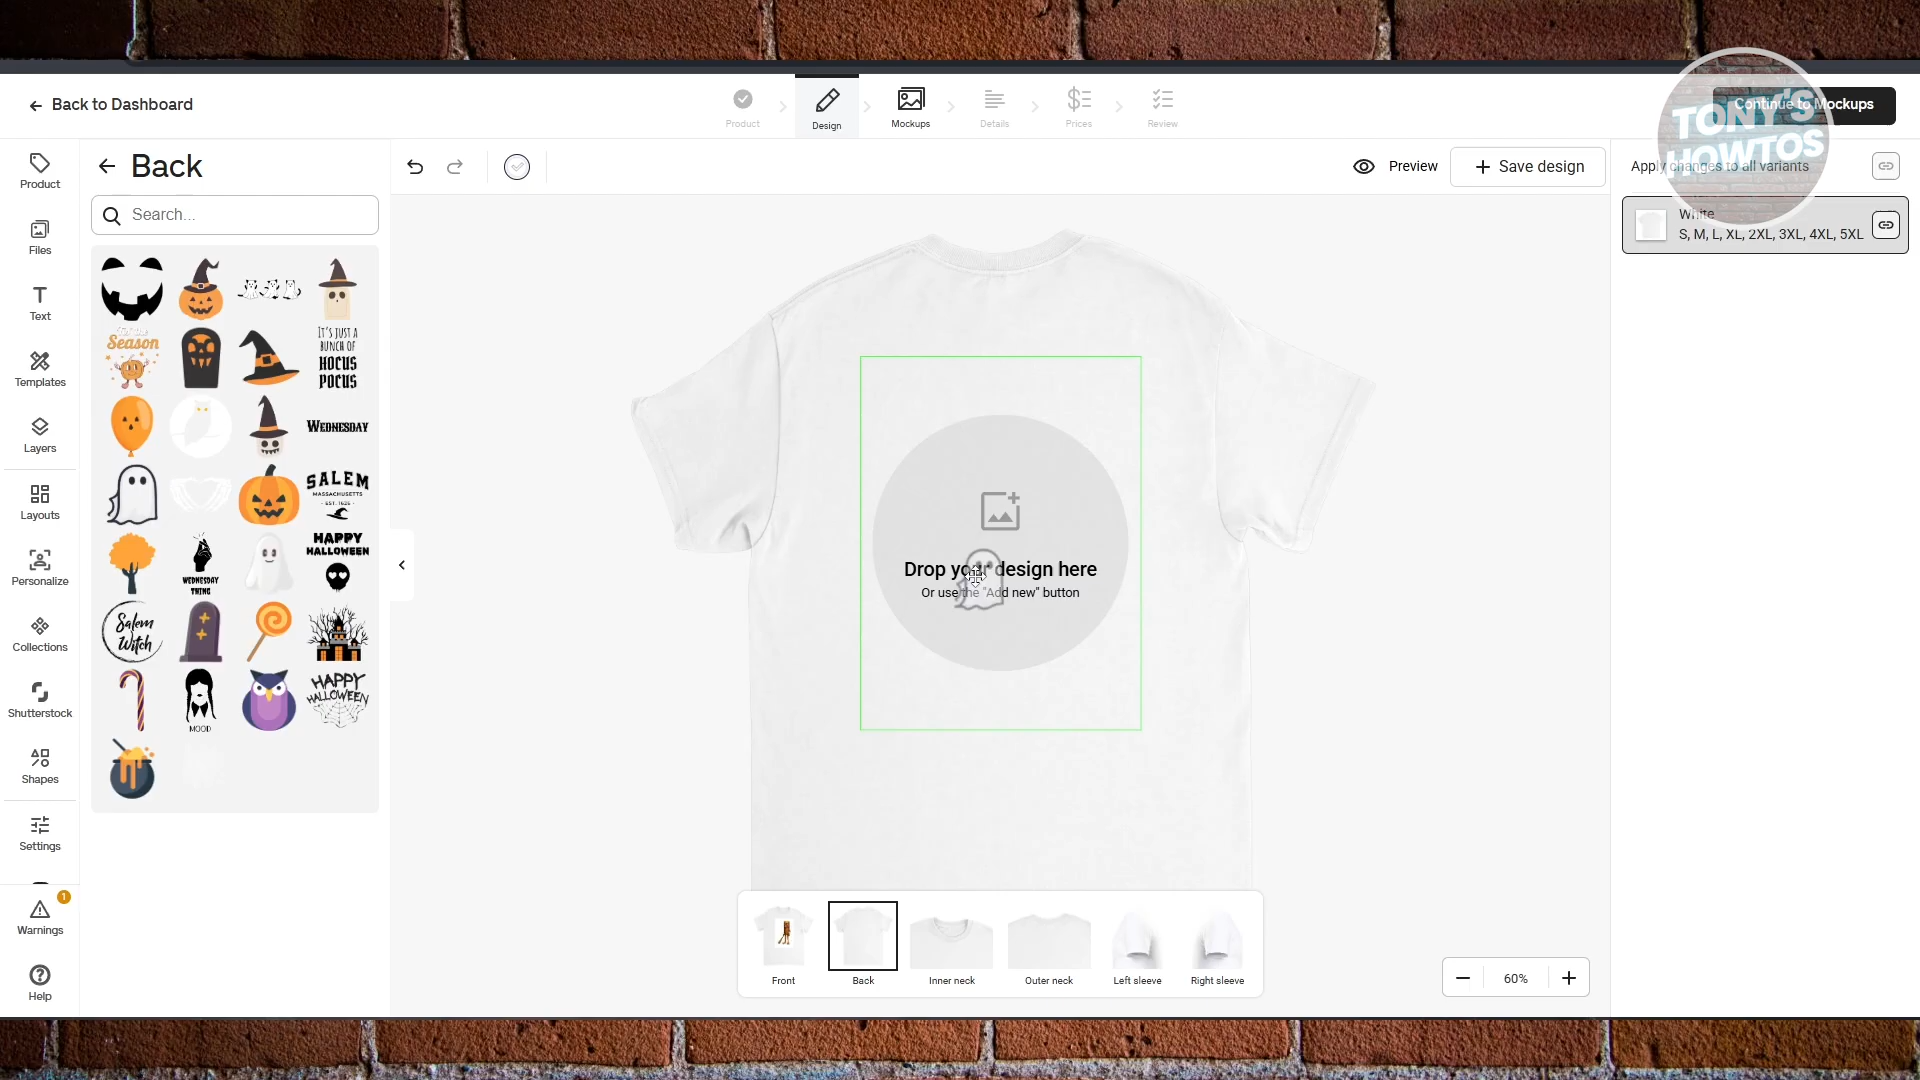 Back to Dashboard
Product
Design
Mockups
Details
Prices
Review
Continue to Mockups
TONY'S
HOWTOS
Product
Files
Text
Templates
Layers
Layouts
Personalize
Collections
Shutterstock
Shapes
Settings
1
Warnings
Help
Back
Search...
Season
IT'S JUST A
BUNCH OF
HOCUS
POCUS
WEDNESDAY
SALEM
MASSACHUSETTS
- EST. 1626 -
WEDNESDAY
THING
HAPPY
HALLOWEEN
Salem
Witch
MOOD
HAPPY
HALLOWEEN
Preview
Save design
Drop your design here
Or use the "Add new" button
Front
Back
Inner neck
Outer neck
Left sleeve
Right sleeve
60%
Apply changes to all variants
White
S, M, L, XL, 2XL, 3XL, 4XL, 5XL